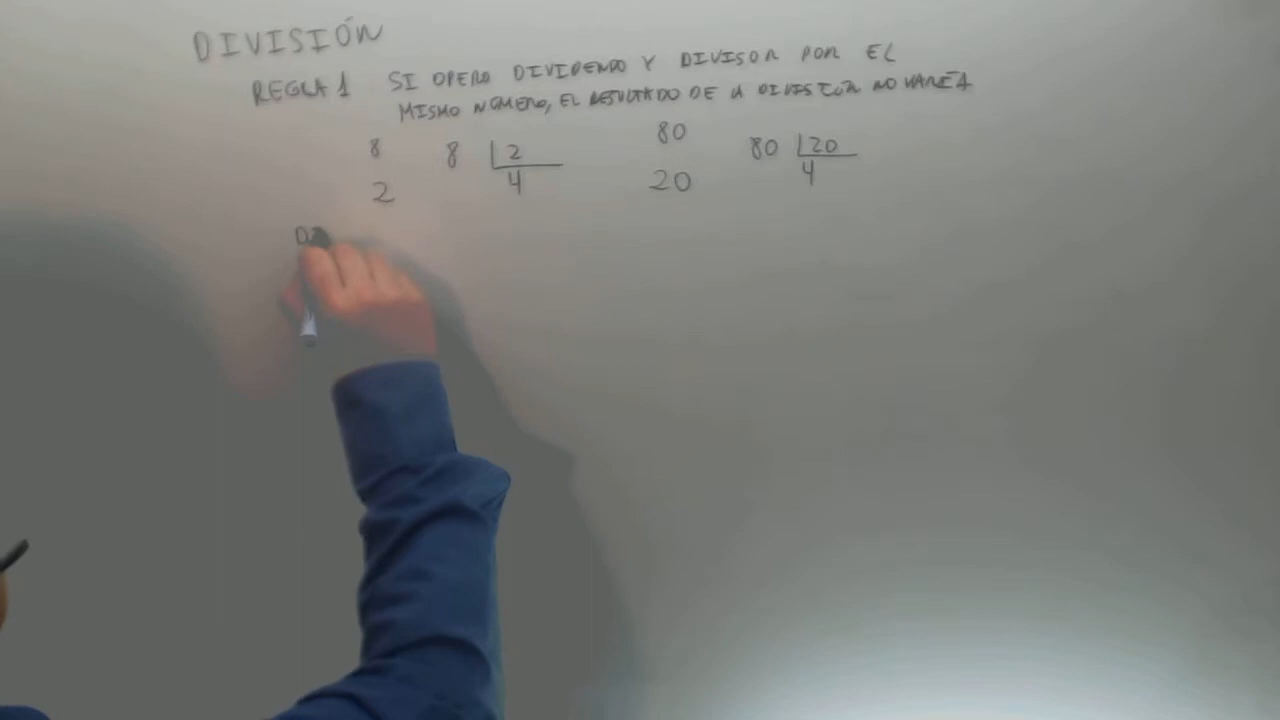 DIVISIÓN
REGLA 1 SI OPERO DIVIDENDO Y DIVISOR POR EL
MISMO NÚMERO, EL RESULTADO DE LA DIVISIÓN NO VARÍA
8 8 2 80 80 20
2 4 20 4